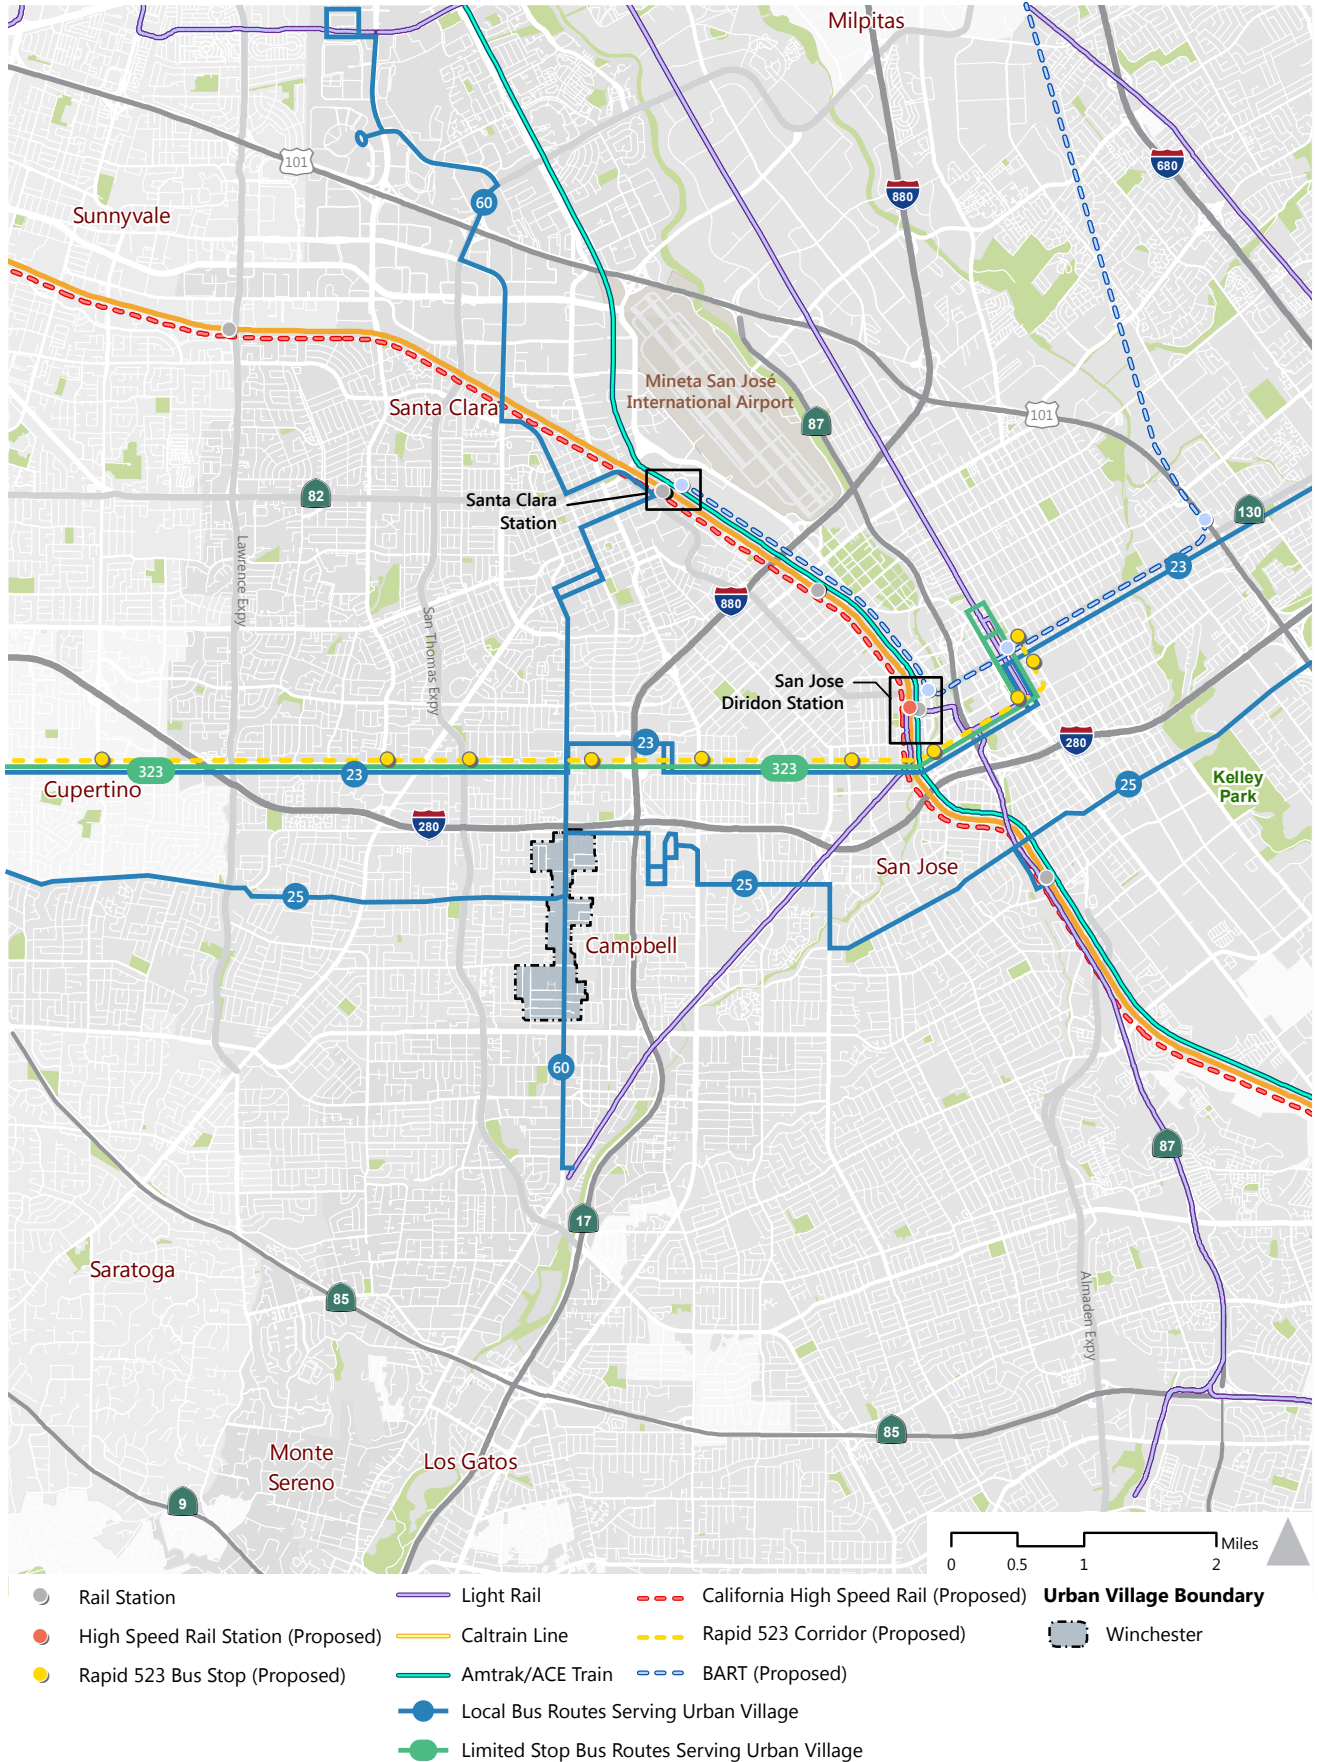 Milpitas
101
680
880
60
Sunnyvale
Mineta San José
International Airport
Santa Clara
87
101
82
Santa Clara
Station
130
Lawrence Expy
23
880
San Thomas Expy
San Jose
Diridon Station
23
280
323
23
323
Cupertino
25
Kelley
Park
280
San Jose
25
25
Campbell
60
87
17
Saratoga
85
Almaden Expy
85
Monte
Sereno
Los Gatos
9
Miles
0 0.5 1 2
Rail Station
Light Rail
California High Speed Rail (Proposed)
Urban Village Boundary
High Speed Rail Station (Proposed)
Caltrain Line
Rapid 523 Corridor (Proposed)
Winchester
Rapid 523 Bus Stop (Proposed)
Amtrak/ACE Train
BART (Proposed)
Local Bus Routes Serving Urban Village
Limited Stop Bus Routes Serving Urban Village